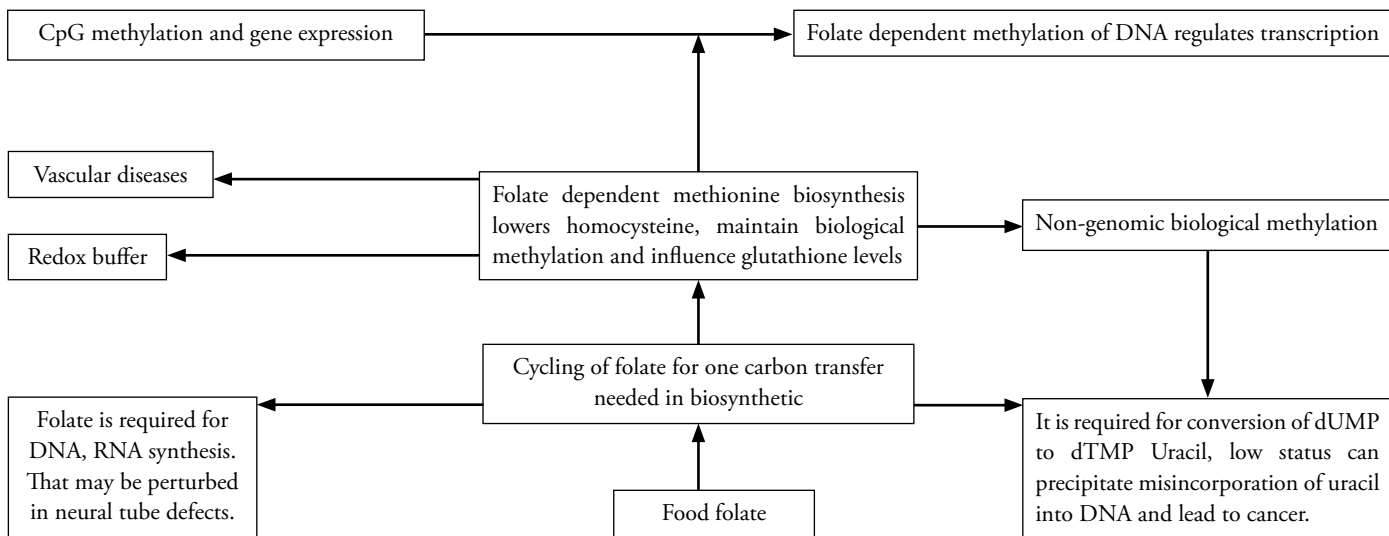 CpG methylation and gene expression
Folate dependent methylation of DNA regulates transcription
Vascular diseases
Folate dependent methionine biosynthesis
lowers homocysteine, maintain biological
methylation and influence glutathione levels
Non-genomic biological methylation
Redox buffer
Cycling of folate for one carbon transfer
needed in biosynthetic
Folate is required for
DNA, RNA synthesis.
That may be perturbed
in neural tube defects.
It is required for conversion of dUMP
to dTMP Uracil, low status can
precipitate misincorporation of uracil
into DNA and lead to cancer.
Food folate